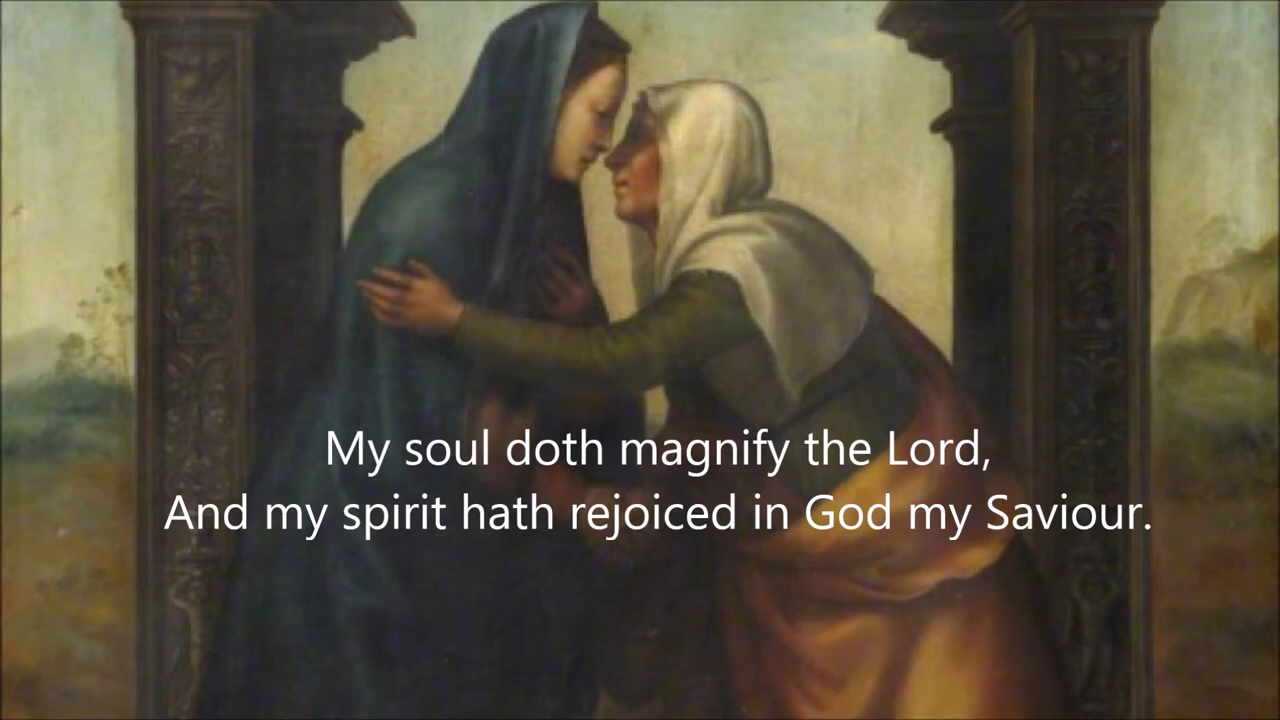 My soul doth magnify the Lord,
And my spirit hath rejoiced in God my Saviour.